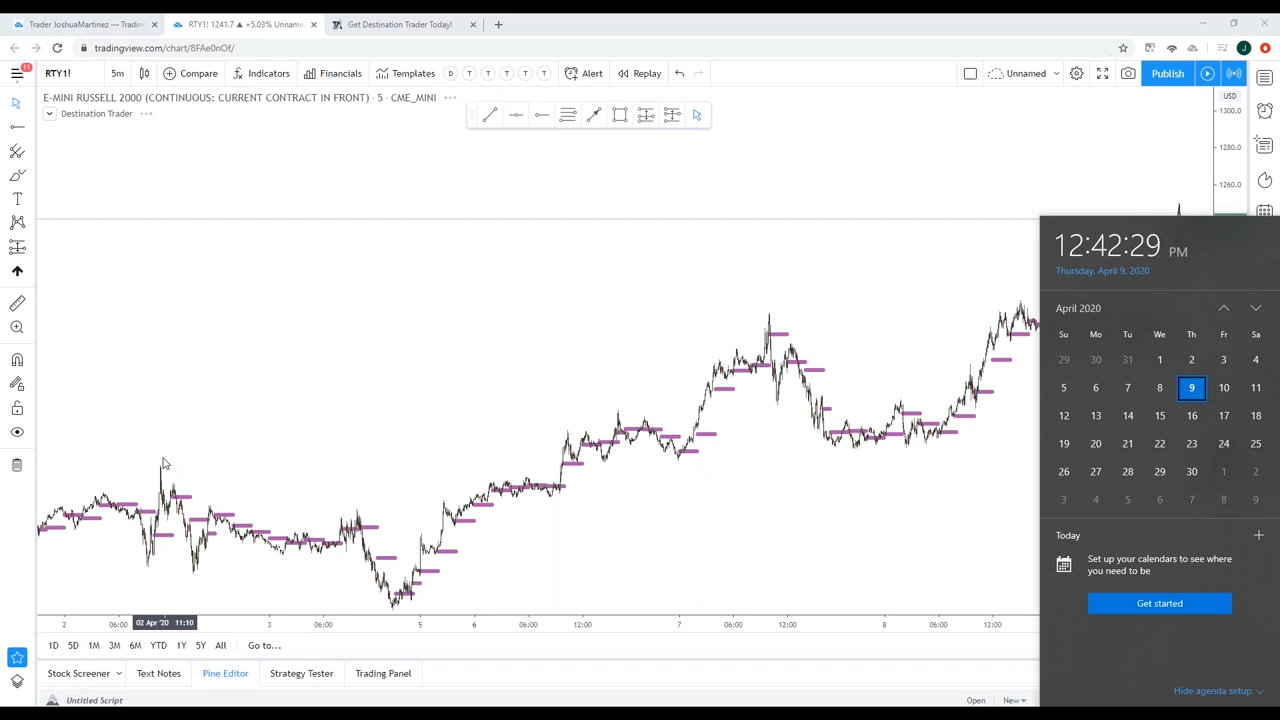 Trader JoshuaMartinez — Trading
RTY1! 1241.7 ▲ +5.03% Unname
Get Destination Trader Today!
tradingview.com/chart/8FAe0nOf/
11
RTY1!
5m
Compare
Indicators
Financials
Templates
D
T
T
T
T
T
Alert
Replay
Unnamed
Publish
E-MINI RUSSELL 2000 (CONTINUOUS: CURRENT CONTRACT IN FRONT) · 5 · CME_MINI
Destination Trader
USD
1300.0
1280.0
1260.0
12:42:29 PM
Thursday, April 9, 2020
April 2020
Su Mo Tu We Th Fr Sa
29 30 31 1 2 3 4
5 6 7 8 9 10 11
12 13 14 15 16 17 18
19 20 21 22 23 24 25
26 27 28 29 30 1 2
3 4 5 6 7 8 9
Today
Set up your calendars to see where
you need to be
Get started
Hide agenda setup
2 06:00 02 Apr '20 11:10 3 06:00 5 6 06:00 12:00 7 06:00 12:00 8 06:00 12:00
1D 5D 1M 3M 6M YTD 1Y 5Y All Go to...
Stock Screener Text Notes Pine Editor Strategy Tester Trading Panel
Untitled Script
Open New